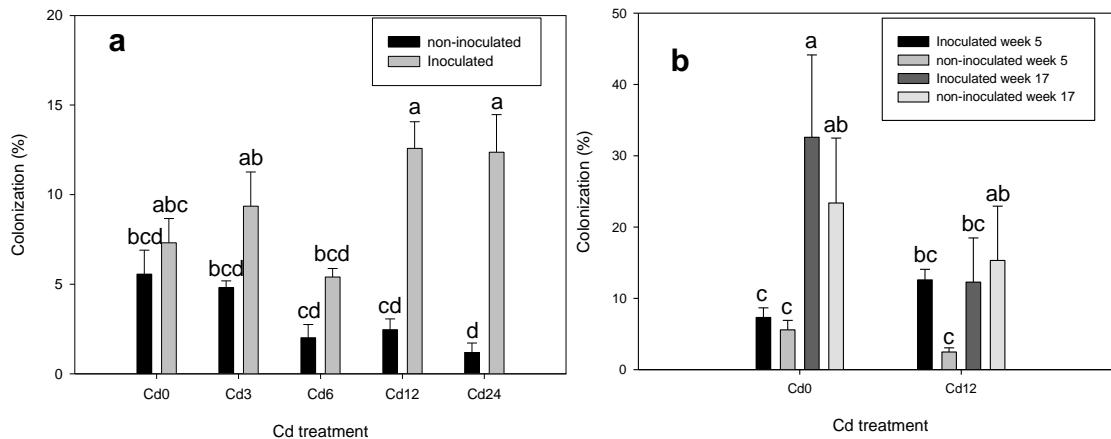 a
non-inoculated
Inoculated
20
15
10
5
0
Colonization (%)
bcd
abc
bcd
ab
cd
bcd
cd
a
d
a
Cd0 Cd3 Cd6 Cd12 Cd24
Cd treatment
b
Inoculated week 5
non-inoculated week 5
Inoculated week 17
non-inoculated week 17
50
40
30
20
10
0
Colonization (%)
c
c
a
ab
bc
c
bc
ab
Cd0 Cd12
Cd treatment